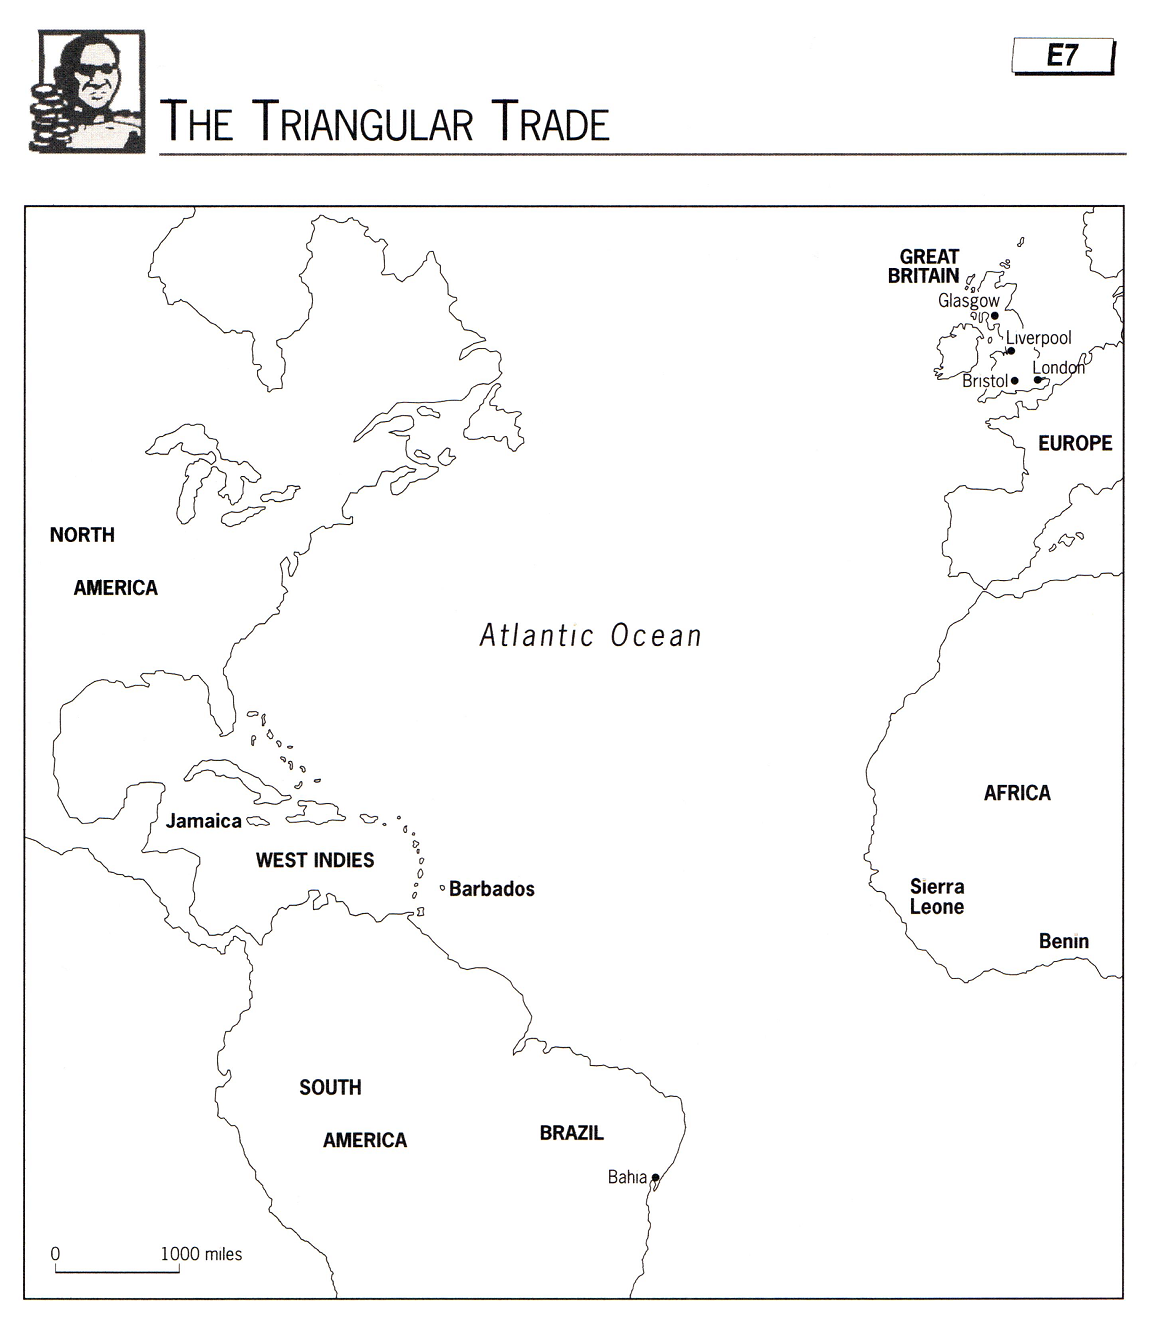 E7
THE TRIANGULAR TRADE
GREAT
BRITAIN
Glasgow
Liverpool
London
Bristol
EUROPE
NORTH
AMERICA
Atlantic Ocean
AFRICA
Jamaica
WEST INDIES
Barbados
Sierra
Leone
Benin
SOUTH
AMERICA
BRAZIL
Bahia
0 1000 miles